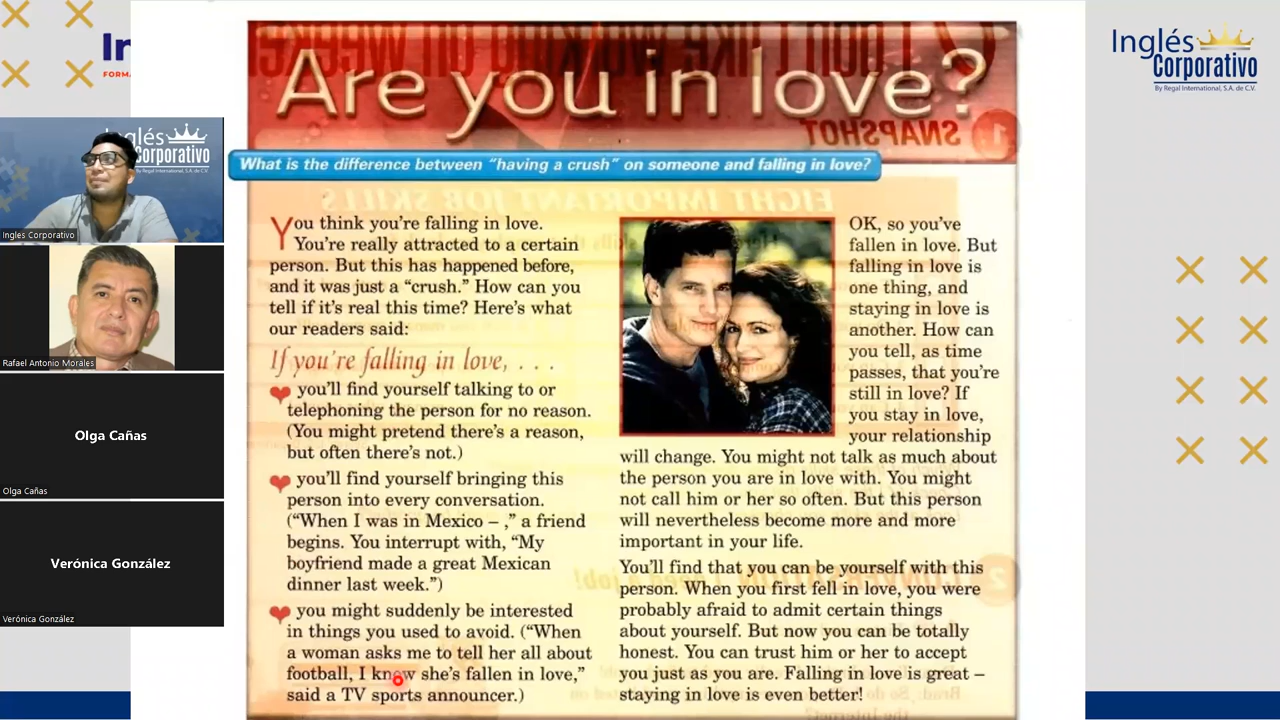 In
FORMA
Inglés
Corporativo
By Regal International, S.A. de C.V.
Inglés
Corporativo
By Regal International, S.A. de C.V.
Ingles Corporativo
Rafael Antonio Morales
Olga Cañas
Olga Cañas
Verónica González
Verónica González
Are you in love?
SNAPSHOT
What is the difference between "having a crush" on someone and falling in love?
EIGHT IMPORTANT JOB SKILLS
You think you're falling in love.
You're really attracted to a certain
person. But this has happened before,
and it was just a "crush." How can you
tell if it's real this time? Here's what
our readers said:
If you're falling in love, . . .
you'll find yourself talking to or
telephoning the person for no reason.
(You might pretend there's a reason,
but often there's not.)
you'll find yourself bringing this
person into every conversation.
("When I was in Mexico – ," a friend
begins. You interrupt with, "My
boyfriend made a great Mexican
dinner last week.")
you might suddenly be interested
in things you used to avoid. ("When
a woman asks me to tell her all about
football, I know she's fallen in love,"
said a TV sports announcer.)
OK, so you've
fallen in love. But
falling in love is
one thing, and
staying in love is
another. How can
you tell, as time
passes, that you're
still in love? If
you stay in love,
your relationship
will change. You might not talk as much about
the person you are in love with. You might
not call him or her so often. But this person
will nevertheless become more and more
important in your life.
You'll find that you can be yourself with this
person. When you first fell in love, you were
probably afraid to admit certain things
about yourself. But now you can be totally
honest. You can trust him or her to accept
you just as you are. Falling in love is great –
staying in love is even better!